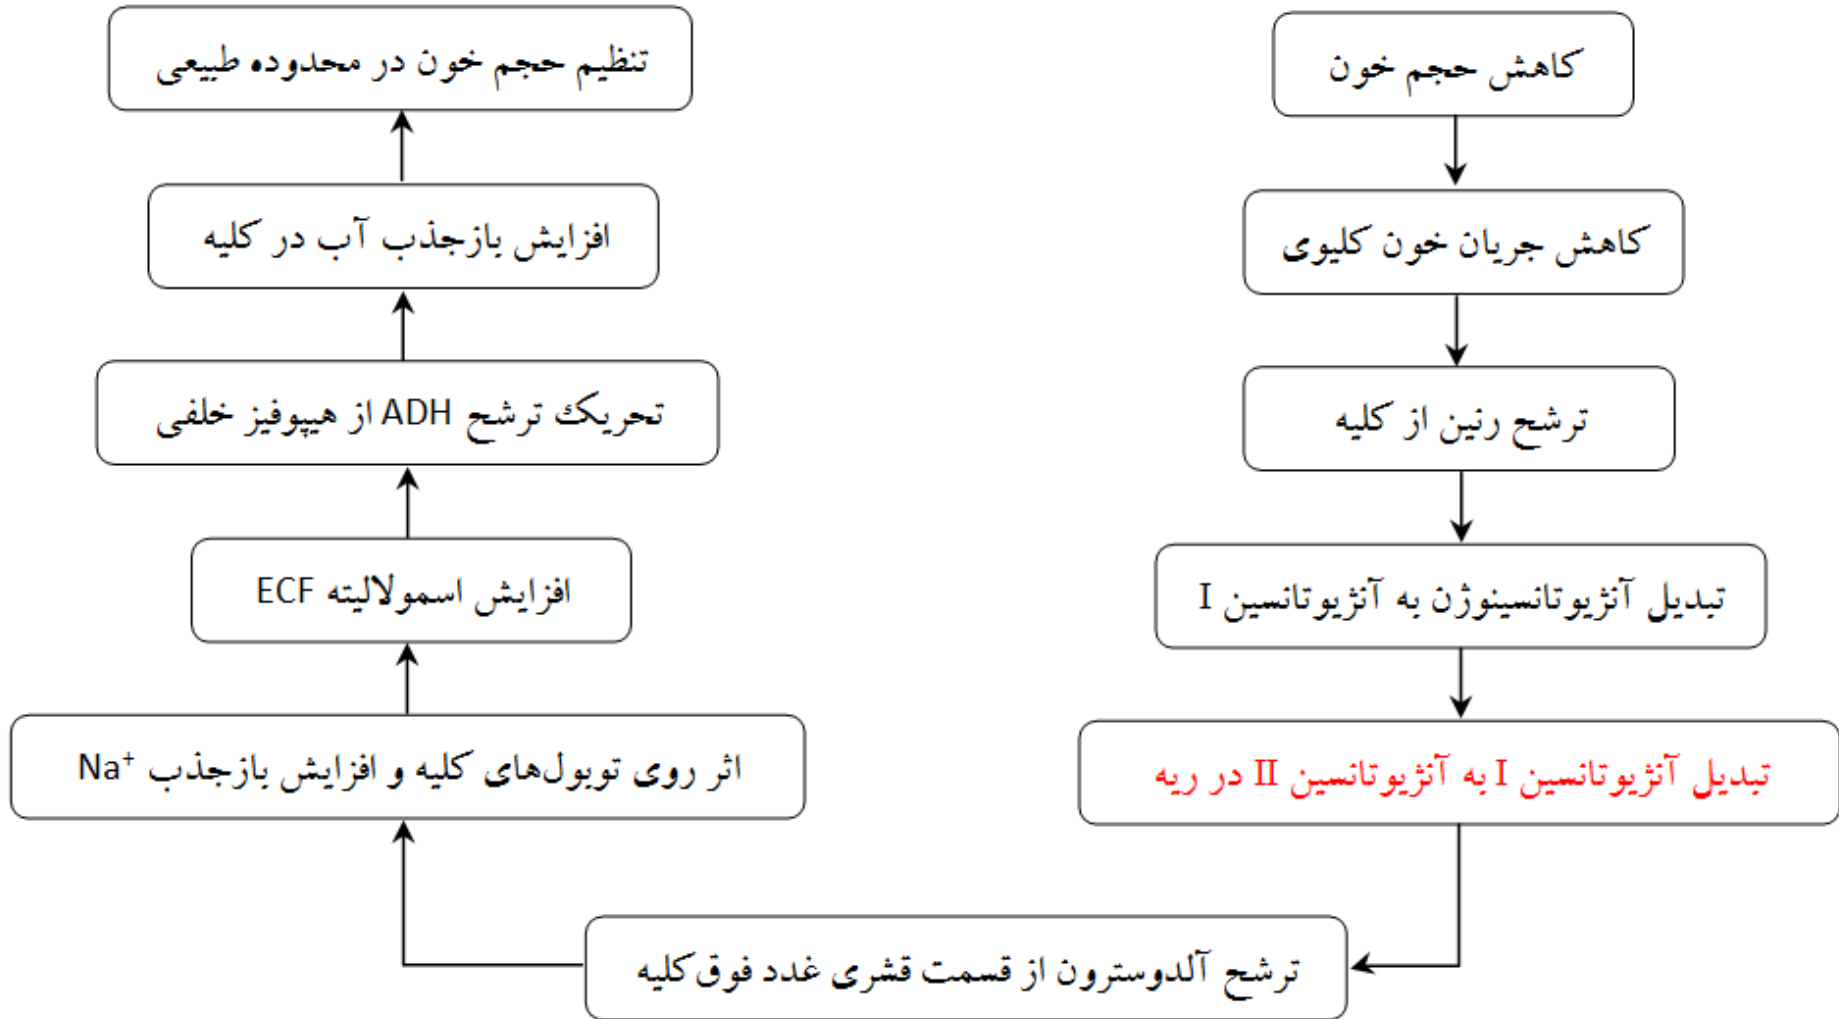 کاهش حجم خون
کاهش جریان خون کلیوی
ترشح رنین از کلیه
تبدیل آنژیوتانسینوژن به آنژیوتانسین I
تبدیل آنژیوتانسین I به آنژیوتانسین II در ریه
ترشح آلدوسترون از قسمت قشری غدد فوق‌کلیه
اثر روی توبول‌های کلیه و افزایش بازجذب Na⁺
افزایش اسمولالیته ECF
تحریک ترشح ADH از هیپوفیز خلفی
افزایش بازجذب آب در کلیه
تنظیم حجم خون در محدوده طبیعی